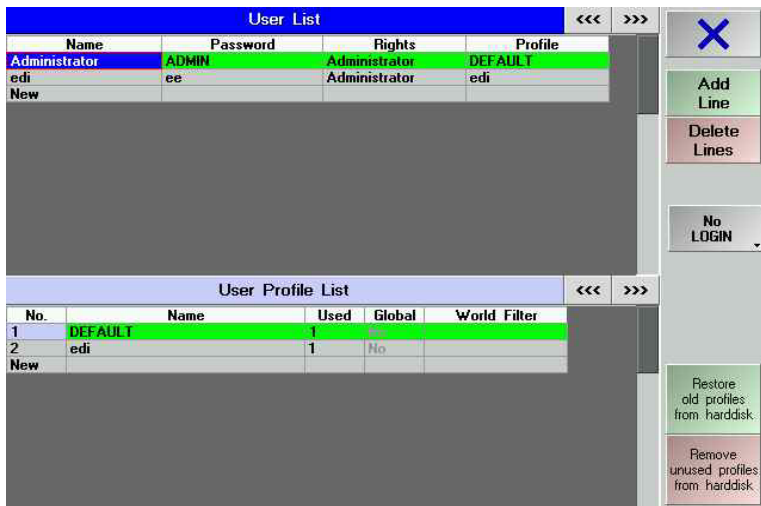 User List <<< >>>
Name Password Rights Profile
Administrator ADMIN Administrator DEFAULT
edi ee Administrator edi
New
Add
Line
Delete
Lines
No
LOGIN
User Profile List <<< >>>
No. Name Used Global World Filter
1 DEFAULT 1 No
2 edi 1 No
New
Restore
old profiles
from harddisk
Remove
unused profiles
from harddisk